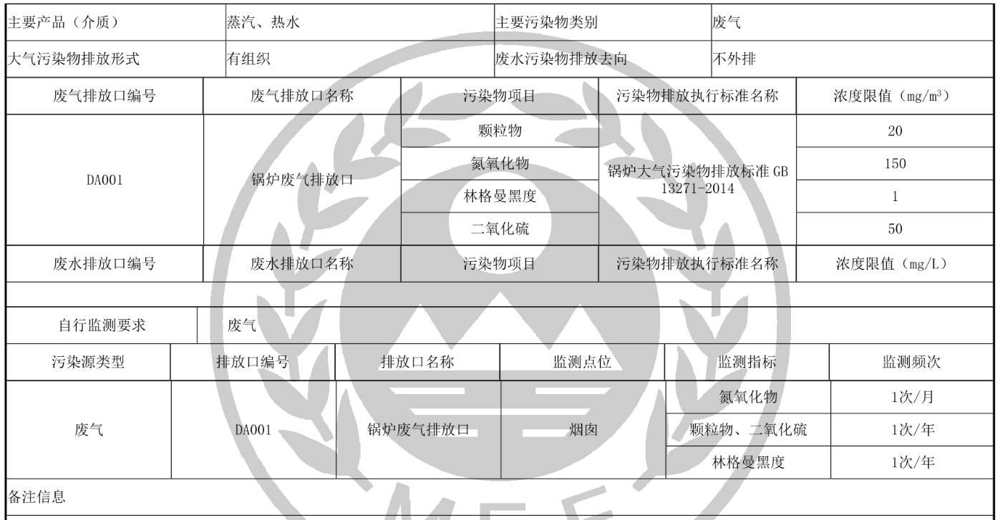 主要产品（介质） 蒸汽、热水 主要污染物类别 废气
大气污染物排放形式 有组织 废水污染物排放去向 不外排
废气排放口编号 废气排放口名称 污染物项目 污染物排放执行标准名称 浓度限值（mg/m³）
DA001 锅炉废气排放口 颗粒物 锅炉大气污染物排放标准 GB 13271-2014 20
氮氧化物 150
林格曼黑度 1
二氧化硫 50
废水排放口编号 废水排放口名称 污染物项目 污染物排放执行标准名称 浓度限值（mg/L）
自行监测要求 废气
污染源类型 排放口编号 排放口名称 监测点位 监测指标 监测频次
废气 DA001 锅炉废气排放口 烟囱 氮氧化物 1次/月
颗粒物、二氧化硫 1次/年
林格曼黑度 1次/年
备注信息
MEE